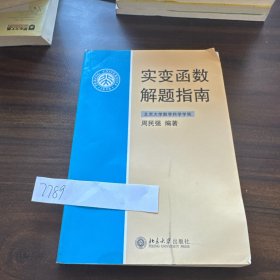 实变函数
解题指南
北京大学数学科学学院
周民强 编著
7789
北京大学出版社